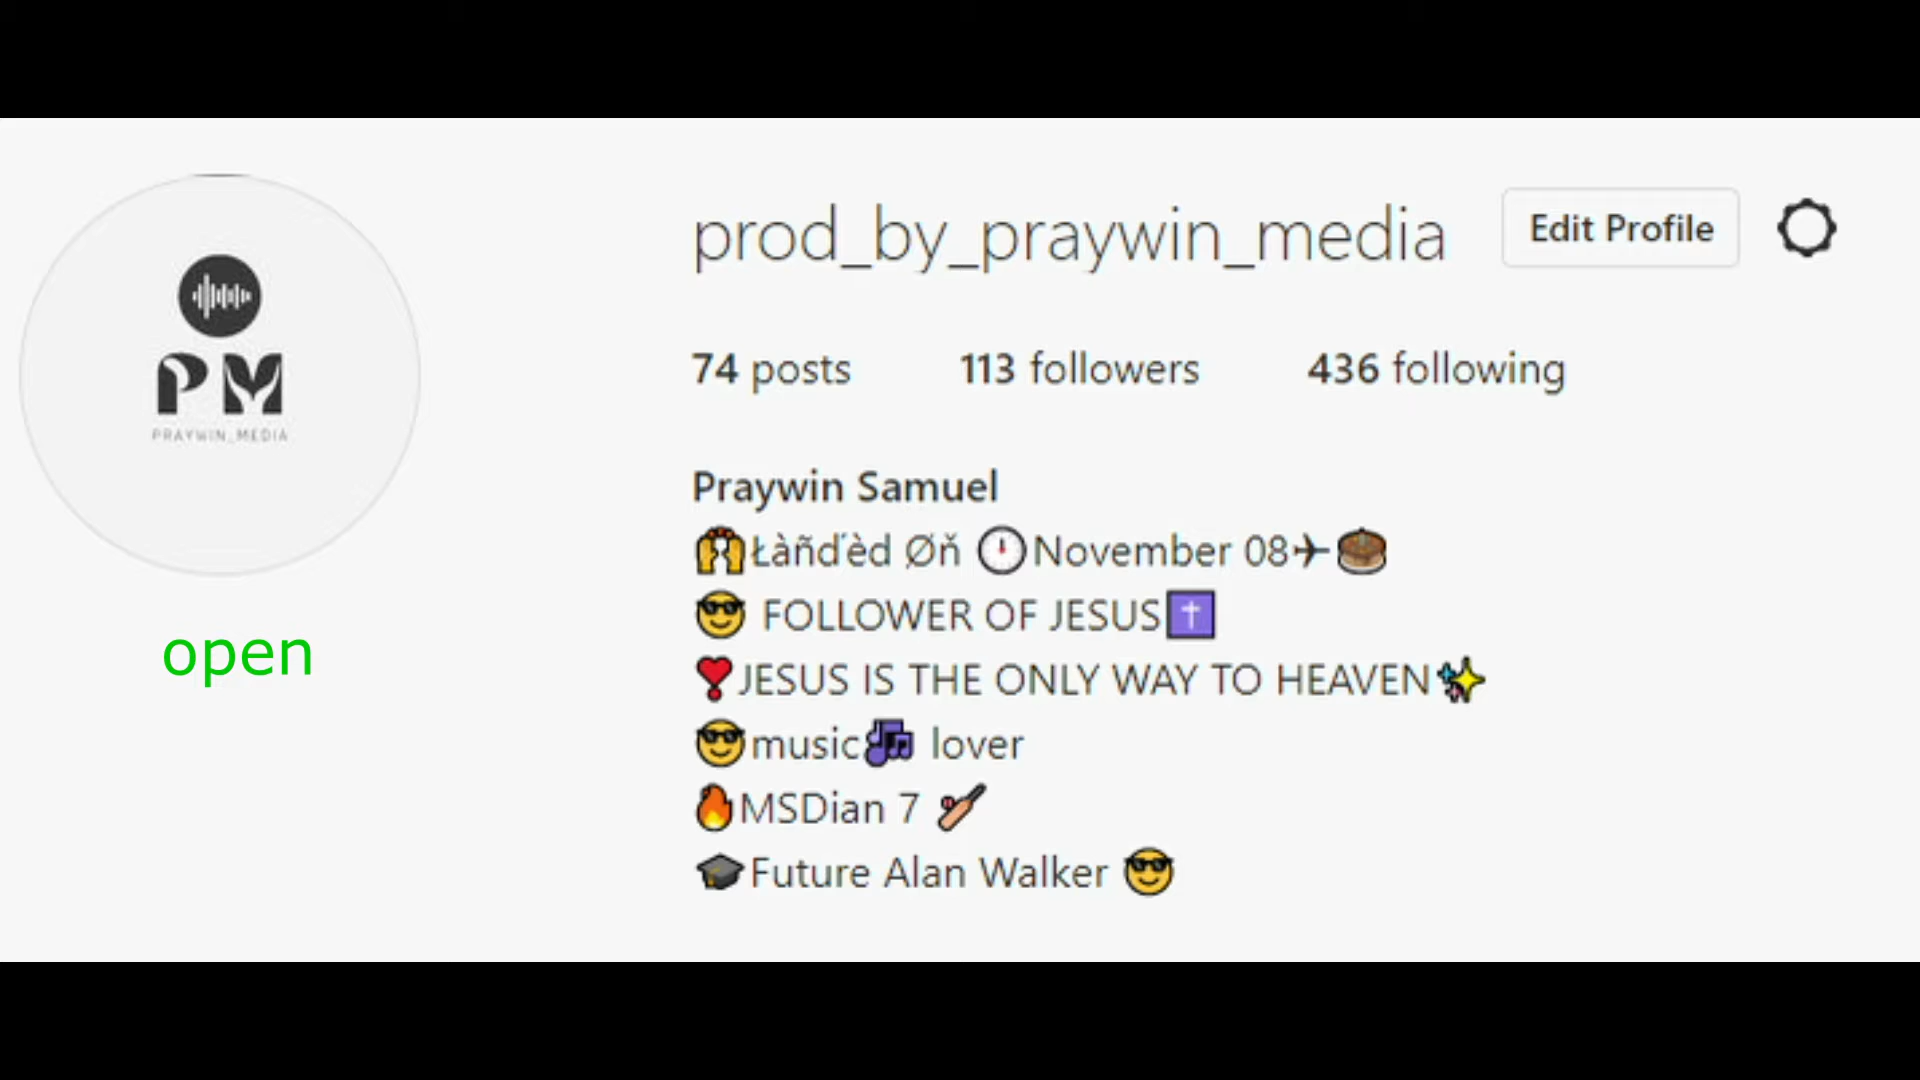 prod_by_praywin_media Edit Profile
74 posts 113 followers 436 following
PM
PRAYWIN_MEDIA
open
Praywin Samuel
🙌Łàñďèd Øň 🕛November 08✈🎂
😎 FOLLOWER OF JESUS✝️
❣️JESUS IS THE ONLY WAY TO HEAVEN✨
😎music🎶 lover
🔥MSDian 7 🏏
🎓Future Alan Walker 😎